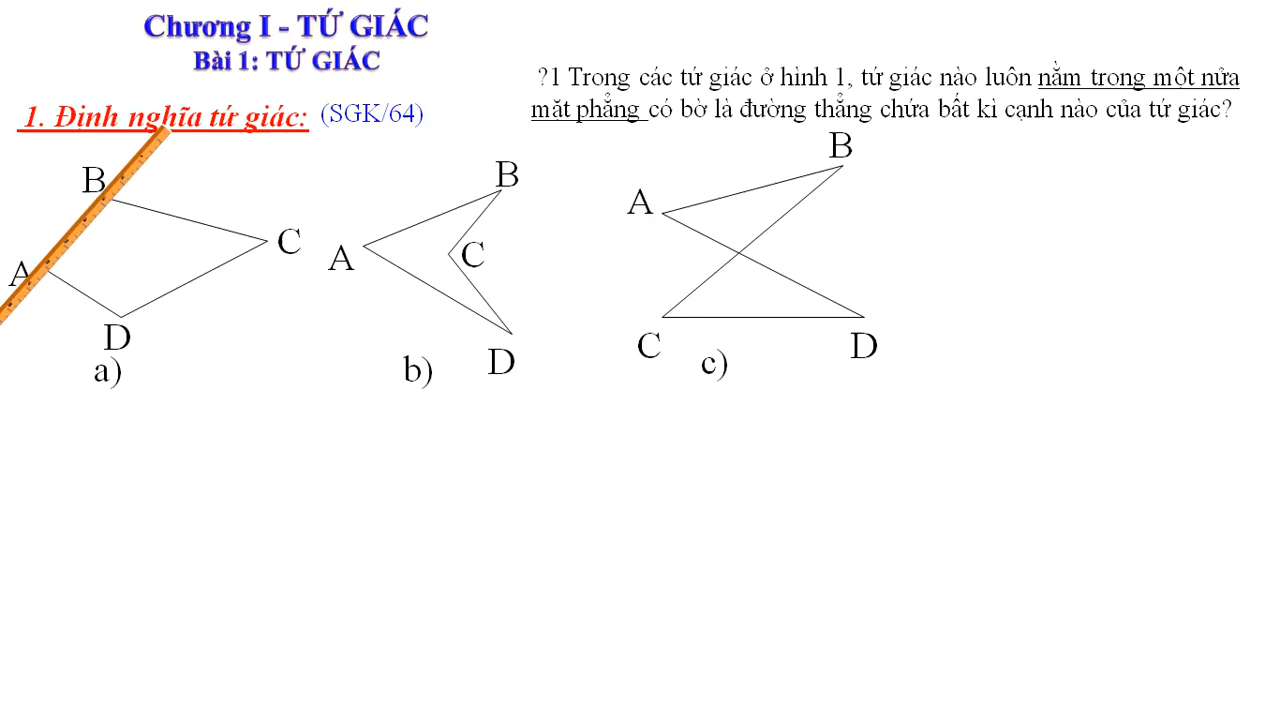 Chương I - TỨ GIÁC
Bài 1: TỨ GIÁC
?1 Trong các tứ giác ở hình 1, tứ giác nào luôn nằm trong một nửa
măt phẳng có bờ là đường thẳng chứa bất kì cạnh nào của tứ giác?
1. Định nghĩa tứ giác: (SGK/64)
B
C
A
D
a)
B
A
C
D
b)
B
A
C
D
c)